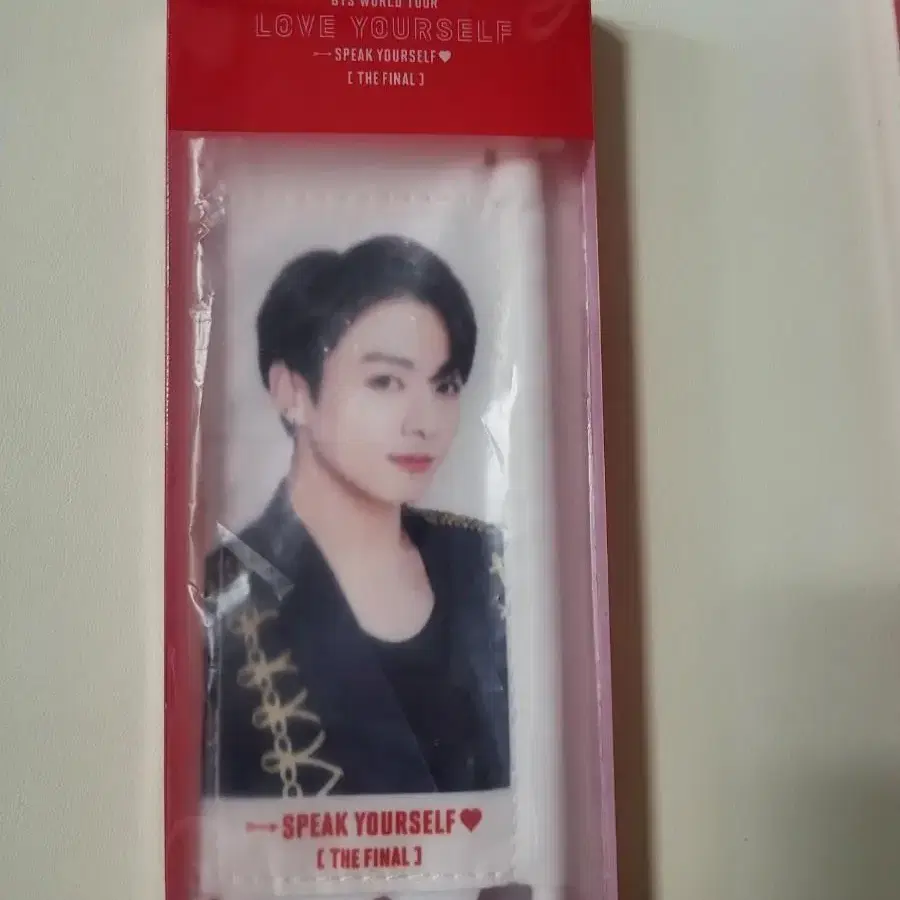 BTS WORLD TOUR
LOVE YOURSELF
SPEAK YOURSELF♥
[ THE FINAL ]
SPEAK YOURSELF♥
[ THE FINAL ]